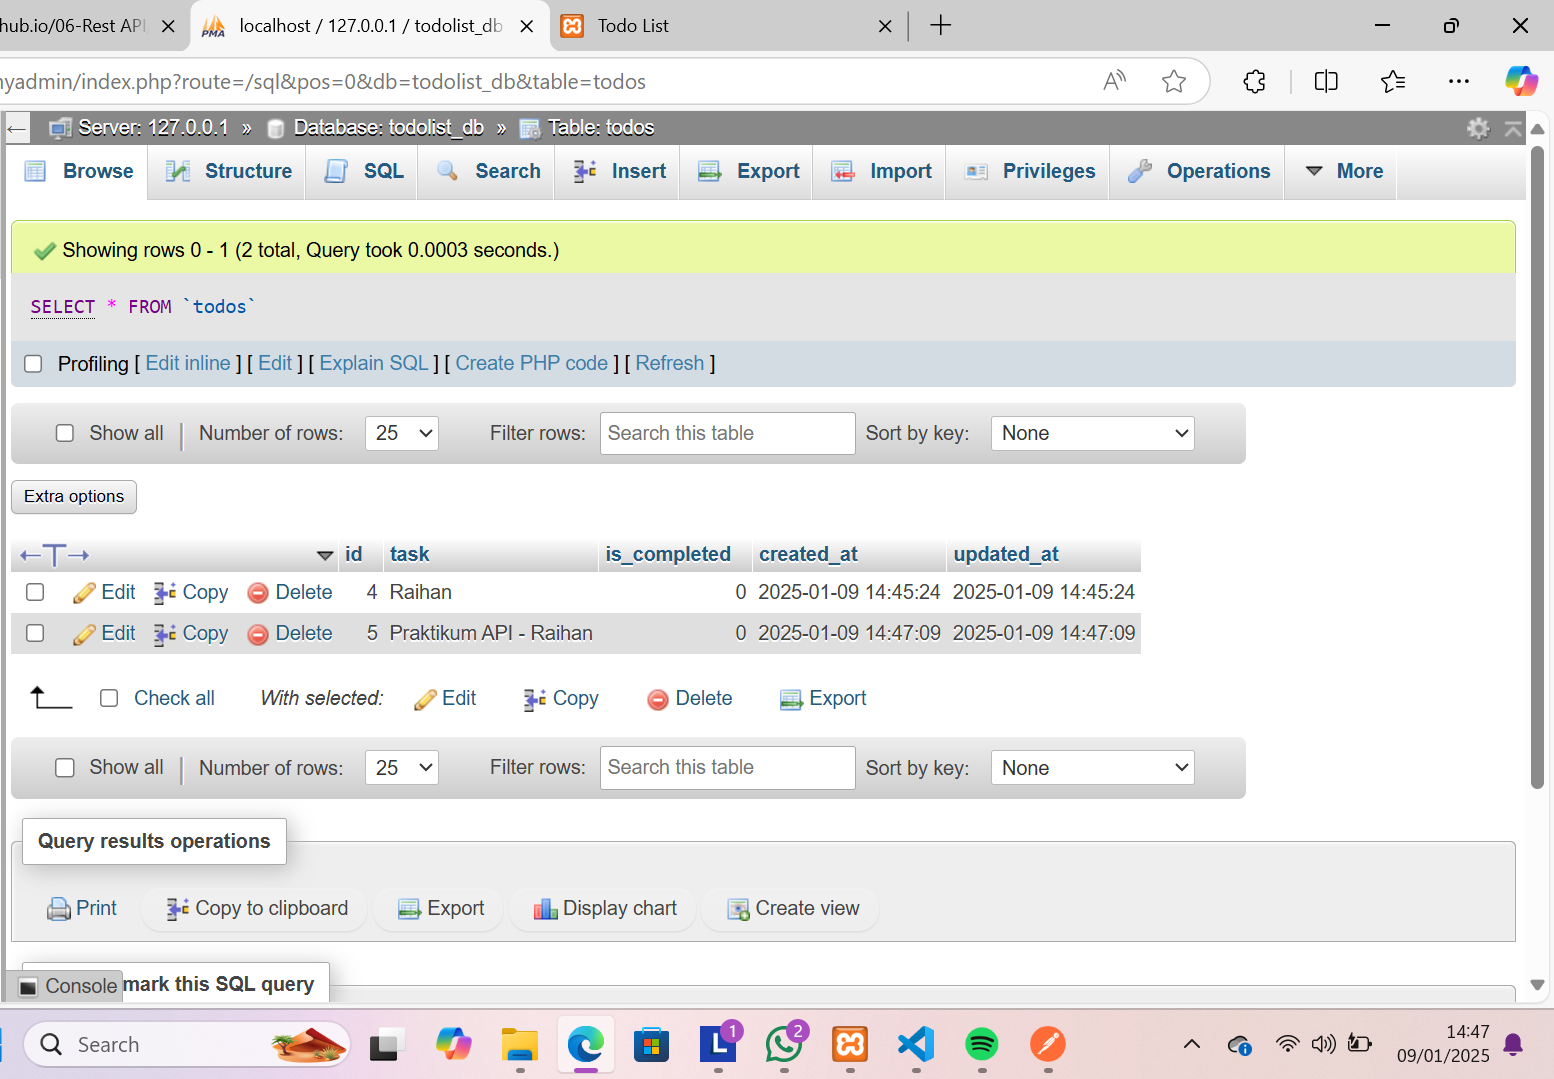 hub.io/06-Rest API
localhost / 127.0.0.1 / todolist_db
Todo List
nyadmin/index.php?route=/sql&pos=0&db=todolist_db&table=todos
Server: 127.0.0.1 » Database: todolist_db » Table: todos
Browse Structure SQL Search Insert Export Import Privileges Operations More
Showing rows 0 - 1 (2 total, Query took 0.0003 seconds.)
SELECT * FROM `todos`
Profiling [ Edit inline ] [ Edit ] [ Explain SQL ] [ Create PHP code ] [ Refresh ]
Show all Number of rows: 25 Filter rows: Search this table Sort by key: None
Extra options
id task is_completed created_at updated_at
Edit Copy Delete 4 Raihan 0 2025-01-09 14:45:24 2025-01-09 14:45:24
Edit Copy Delete 5 Praktikum API - Raihan 0 2025-01-09 14:47:09 2025-01-09 14:47:09
Check all With selected: Edit Copy Delete Export
Show all Number of rows: 25 Filter rows: Search this table Sort by key: None
Query results operations
Print Copy to clipboard Export Display chart Create view
Console mark this SQL query
Search
1
2
14:47
09/01/2025